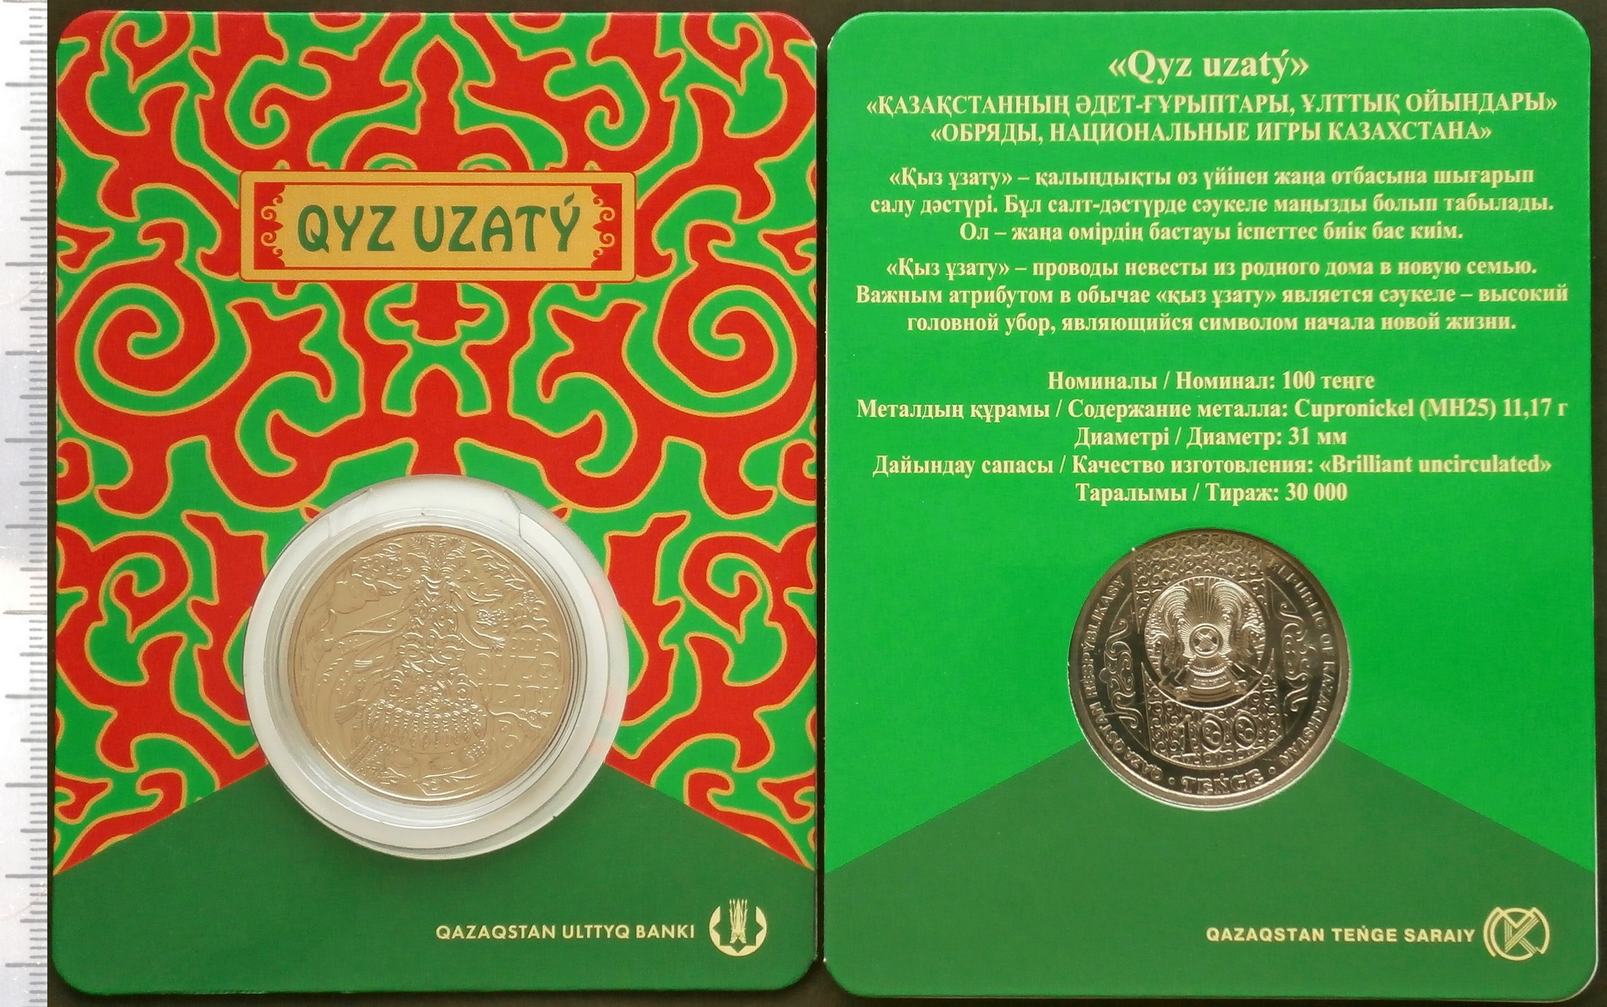 QYZ UZATÝ
QAZAQSTAN ULTTYQ BANKI
«Qyz uzatý»
«ҚАЗАҚСТАННЫҢ ӘДЕТ-ҒҰРЫПТАРЫ, ҰЛТТЫҚ ОЙЫНДАРЫ»
«ОБРЯДЫ, НАЦИОНАЛЬНЫЕ ИГРЫ КАЗАХСТАНА»
«Қыз ұзату» – қалыңдықты өз үйінен жаңа отбасына шығарып
салу дәстүрі. Бұл салт-дәстүрде сәукеле маңызды болып табылады.
Ол – жаңа өмірдің бастауы іспеттес биік бас киім.
«Қыз ұзату» – проводы невесты из родного дома в новую семью.
Важным атрибутом в обычае «қыз ұзату» является сәукеле – высокий
головной убор, являющийся символом начала новой жизни.
Номиналы / Номинал: 100 теңге
Металдың құрамы / Содержание металла: Cupronickel (МН25) 11,17 г
Диаметрі / Диаметр: 31 мм
Дайындау сапасы / Качество изготовления: «Brilliant uncirculated»
Таралымы / Тираж: 30 000
QAZAQSTAN RESPÝBLIKASY
REPUBLIC OF KAZAKHSTAN
100
TEŃGE
QAZAQSTAN TEŃGE SARAIY